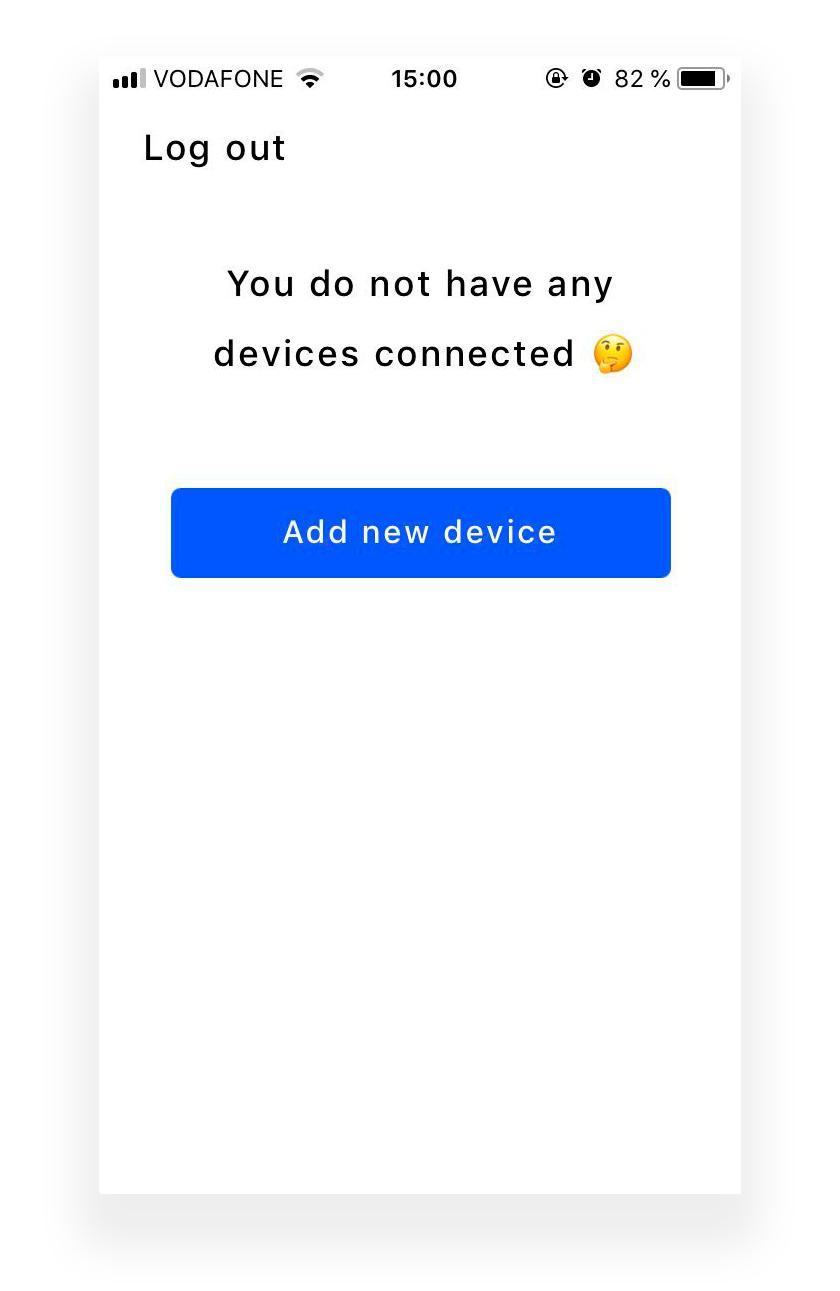 VODAFONE 15:00 82 %
Log out
You do not have any
devices connected 🤔
Add new device